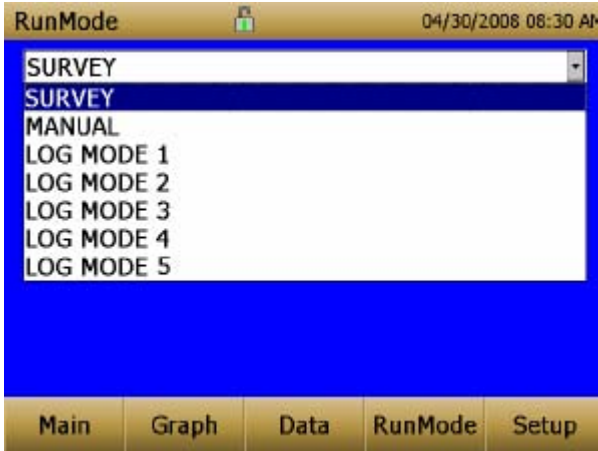 RunMode 04/30/2008 08:30 AM
SURVEY
SURVEY
MANUAL
LOG MODE 1
LOG MODE 2
LOG MODE 3
LOG MODE 4
LOG MODE 5
Main Graph Data RunMode Setup